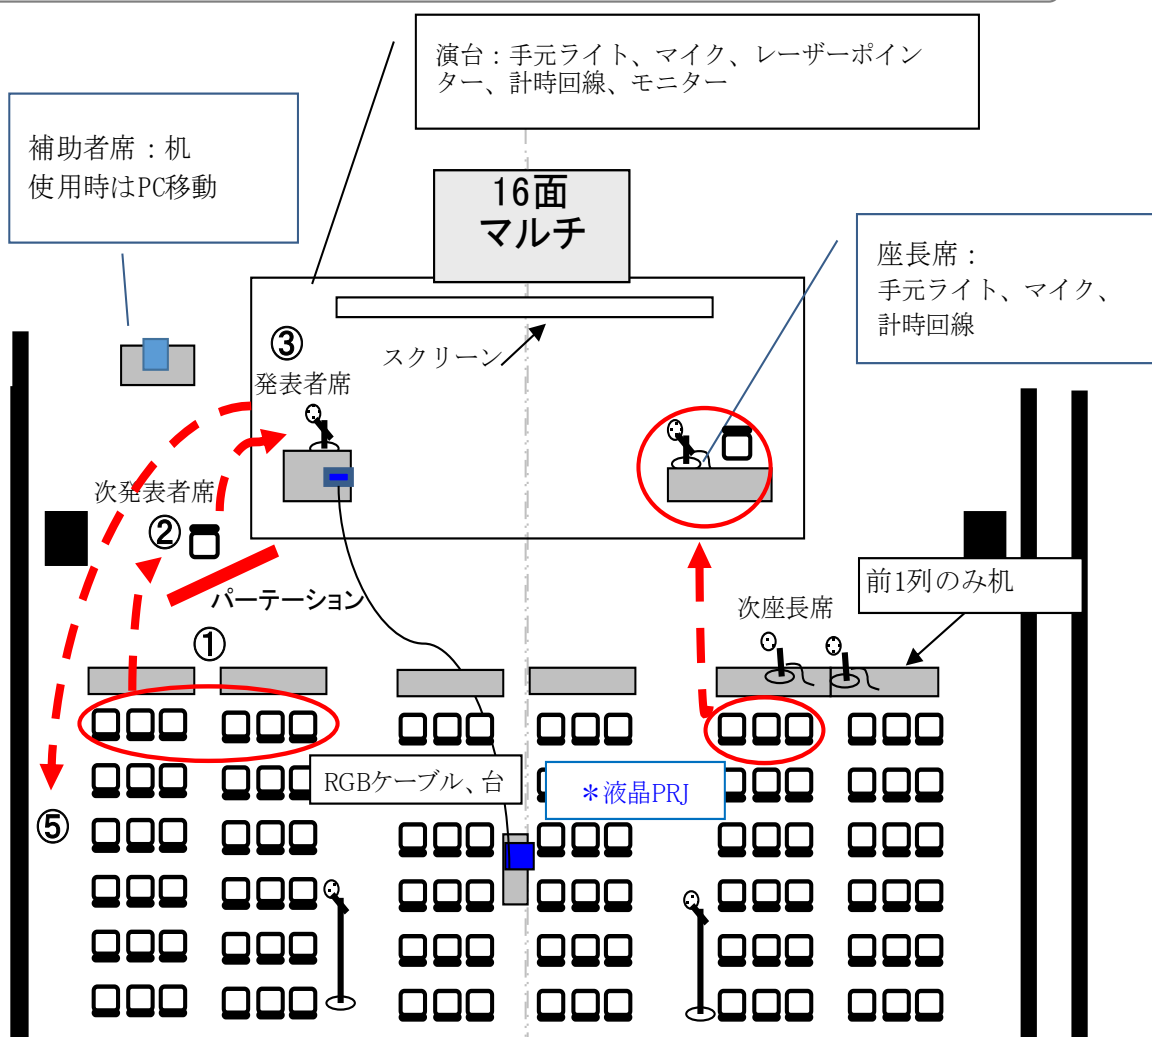 演台：手元ライト、マイク、レーザーポイン
ター、計時回線、モニター
補助者席：机
使用時はPC移動
16面
マルチ
座長席：
手元ライト、マイク、
計時回線
③
発表者席
スクリーン
次発表者席
②
パーテーション
前1列のみ机
次座長席
①
RGBケーブル、台
＊液晶PRJ
⑤